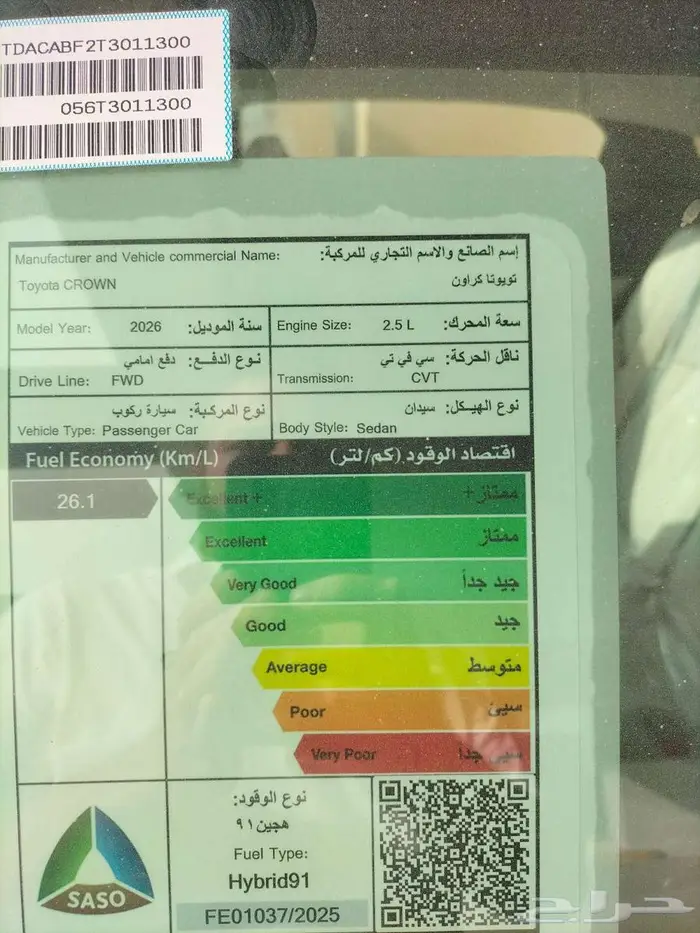 TDACABF2T3011300
056T3011300
Manufacturer and Vehicle commercial Name: إسم الصانع والاسم التجاري للمركبة:
Toyota CROWN تويوتا كراون
Model Year: 2026 سنة الموديل: Engine Size: 2.5 L سعة المحرك:
نوع الدفع: دفع امامي ناقل الحركة: سي في تي
Drive Line: FWD Transmission: CVT
نوع المركبة: سيارة ركوب نوع الهيكل: سيدان
Vehicle Type: Passenger Car Body Style: Sedan
Fuel Economy (Km/L) اقتصاد الوقود (كم/لتر)
26.1 Excellent + ممتاز+
Excellent ممتاز
Very Good جيد جداً
Good جيد
Average متوسط
Poor سيئ
Very Poor سيئ جدا
نوع الوقود:
هجين ٩١
Fuel Type:
Hybrid91
FE01037/2025
SASO
حراج